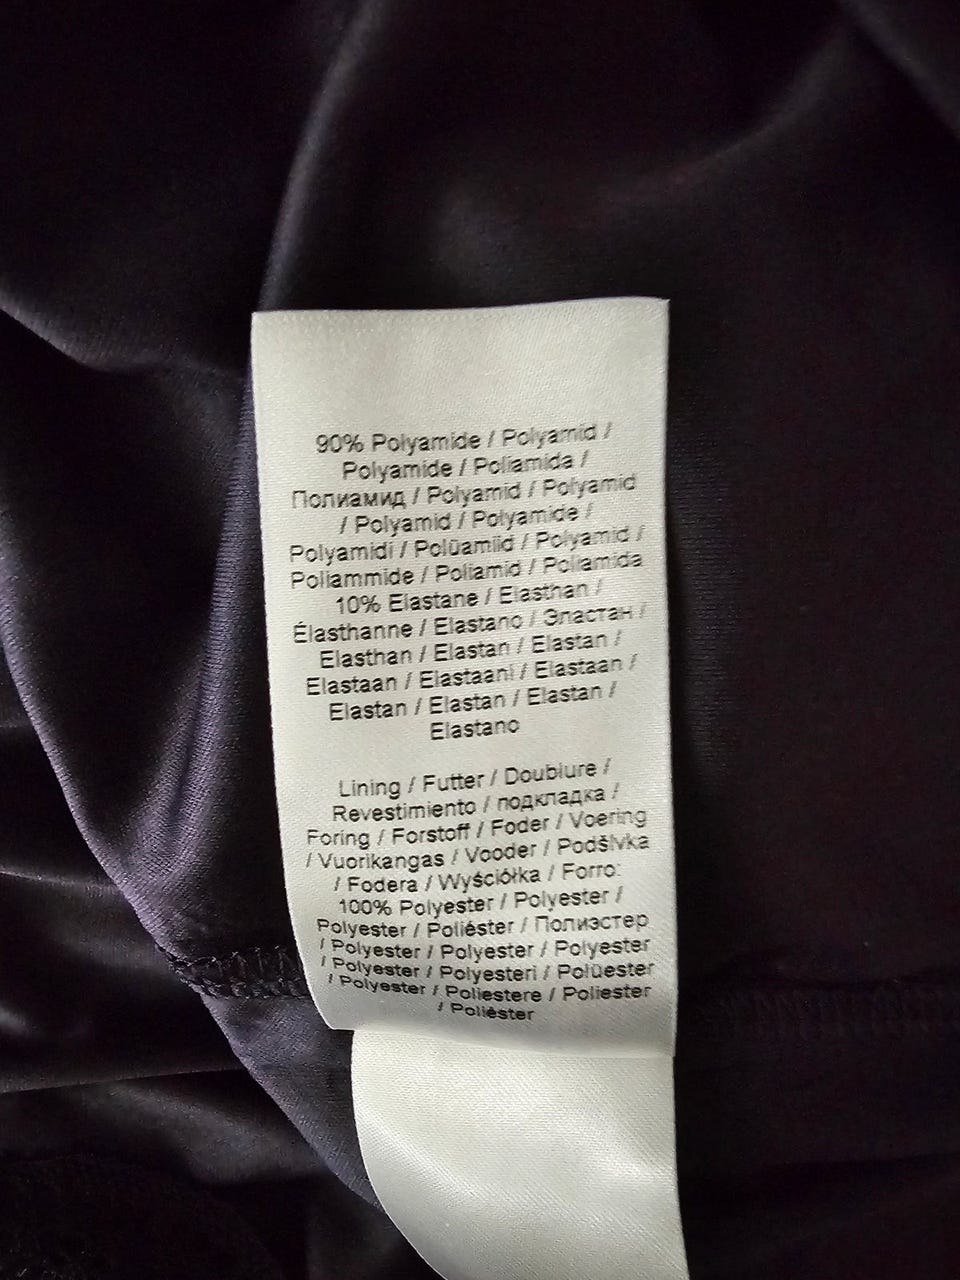 90% Polyamide / Polyamid /
Polyamide / Poliamida /
Полиамид / Polyamid / Polyamid
/ Polyamid / Polyamide /
Polyamidi / Polüamiid / Polyamid /
Poliammide / Poliamid / Poliamida
10% Elastane / Elasthan /
Élasthanne / Elastano / Эластан /
Elasthan / Elastan / Elastan /
Elastaan / Elastaani / Elastaan /
Elastan / Elastan / Elastan /
Elastano
Lining / Futter / Doublure /
Revestimiento / подкладка /
Foring / Forstoff / Foder / Voering
/ Vuorikangas / Vooder / Podšívka
/ Fodera / Wyściółka / Forro:
100% Polyester / Polyester /
Polyester / Poliéster / Полиэстер
/ Polyester / Polyester / Polyester
/ Polyester / Polyesteri / Polüester
/ Polyester / Poliestere / Poliester
/ Poliéster